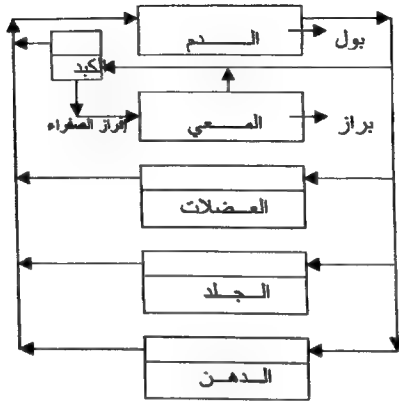 الدم
بول
الكبد
إفراز الصفراء
المعي
براز
العضلات
الجلد
الدهن